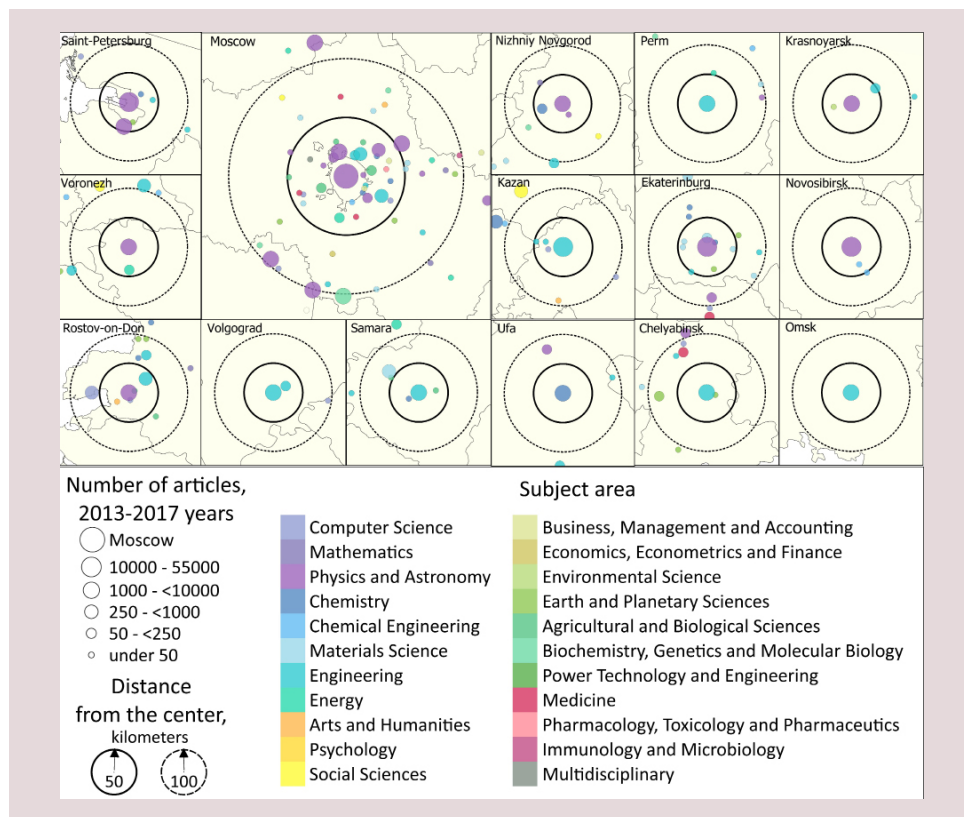 Saint-Petersburg
Moscow
Nizhniy Novgorod
Perm
Krasnoyarsk
Voronezh
Kazan
Ekaterinburg
Novosibirsk
Rostov-on-Don
Volgograd
Samara
Ufa
Chelyabinsk
Omsk
Number of articles,
2013-2017 years
Moscow
10000 - 55000
1000 - <10000
250 - <1000
50 - <250
under 50
Distance
from the center,
kilometers
50
100
Subject area
Computer Science
Mathematics
Physics and Astronomy
Chemistry
Chemical Engineering
Materials Science
Engineering
Energy
Arts and Humanities
Psychology
Social Sciences
Business, Management and Accounting
Economics, Econometrics and Finance
Environmental Science
Earth and Planetary Sciences
Agricultural and Biological Sciences
Biochemistry, Genetics and Molecular Biology
Power Technology and Engineering
Medicine
Pharmacology, Toxicology and Pharmaceutics
Immunology and Microbiology
Multidisciplinary